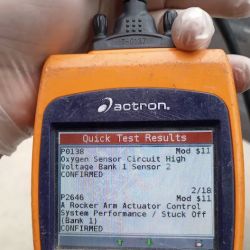 actron
Quick Test Results
P0138 Mod $11
Oxygen Sensor Circuit High
Voltage Bank 1 Sensor 2
CONFIRMED
2/18
P2646 Mod $11
A Rocker Arm Actuator Control
System Performance / Stuck Off
(Bank 1)
CONFIRMED